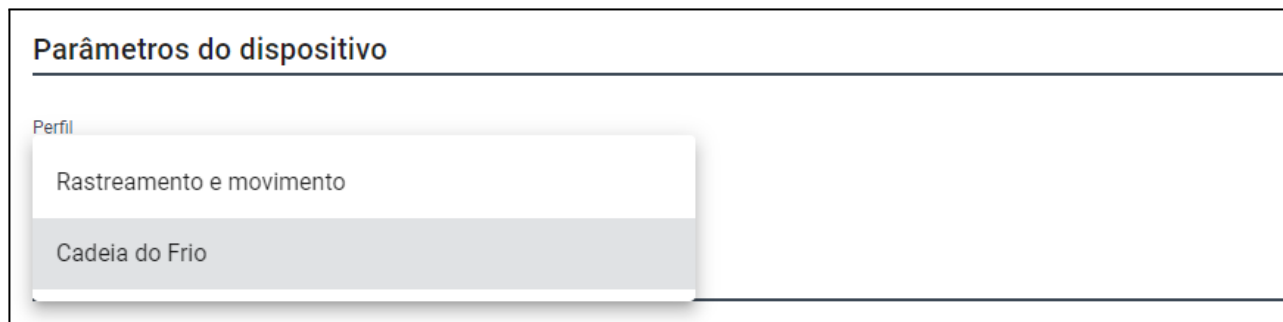 Parâmetros do dispositivo
Perfil
Rastreamento e movimento
Cadeia do Frio